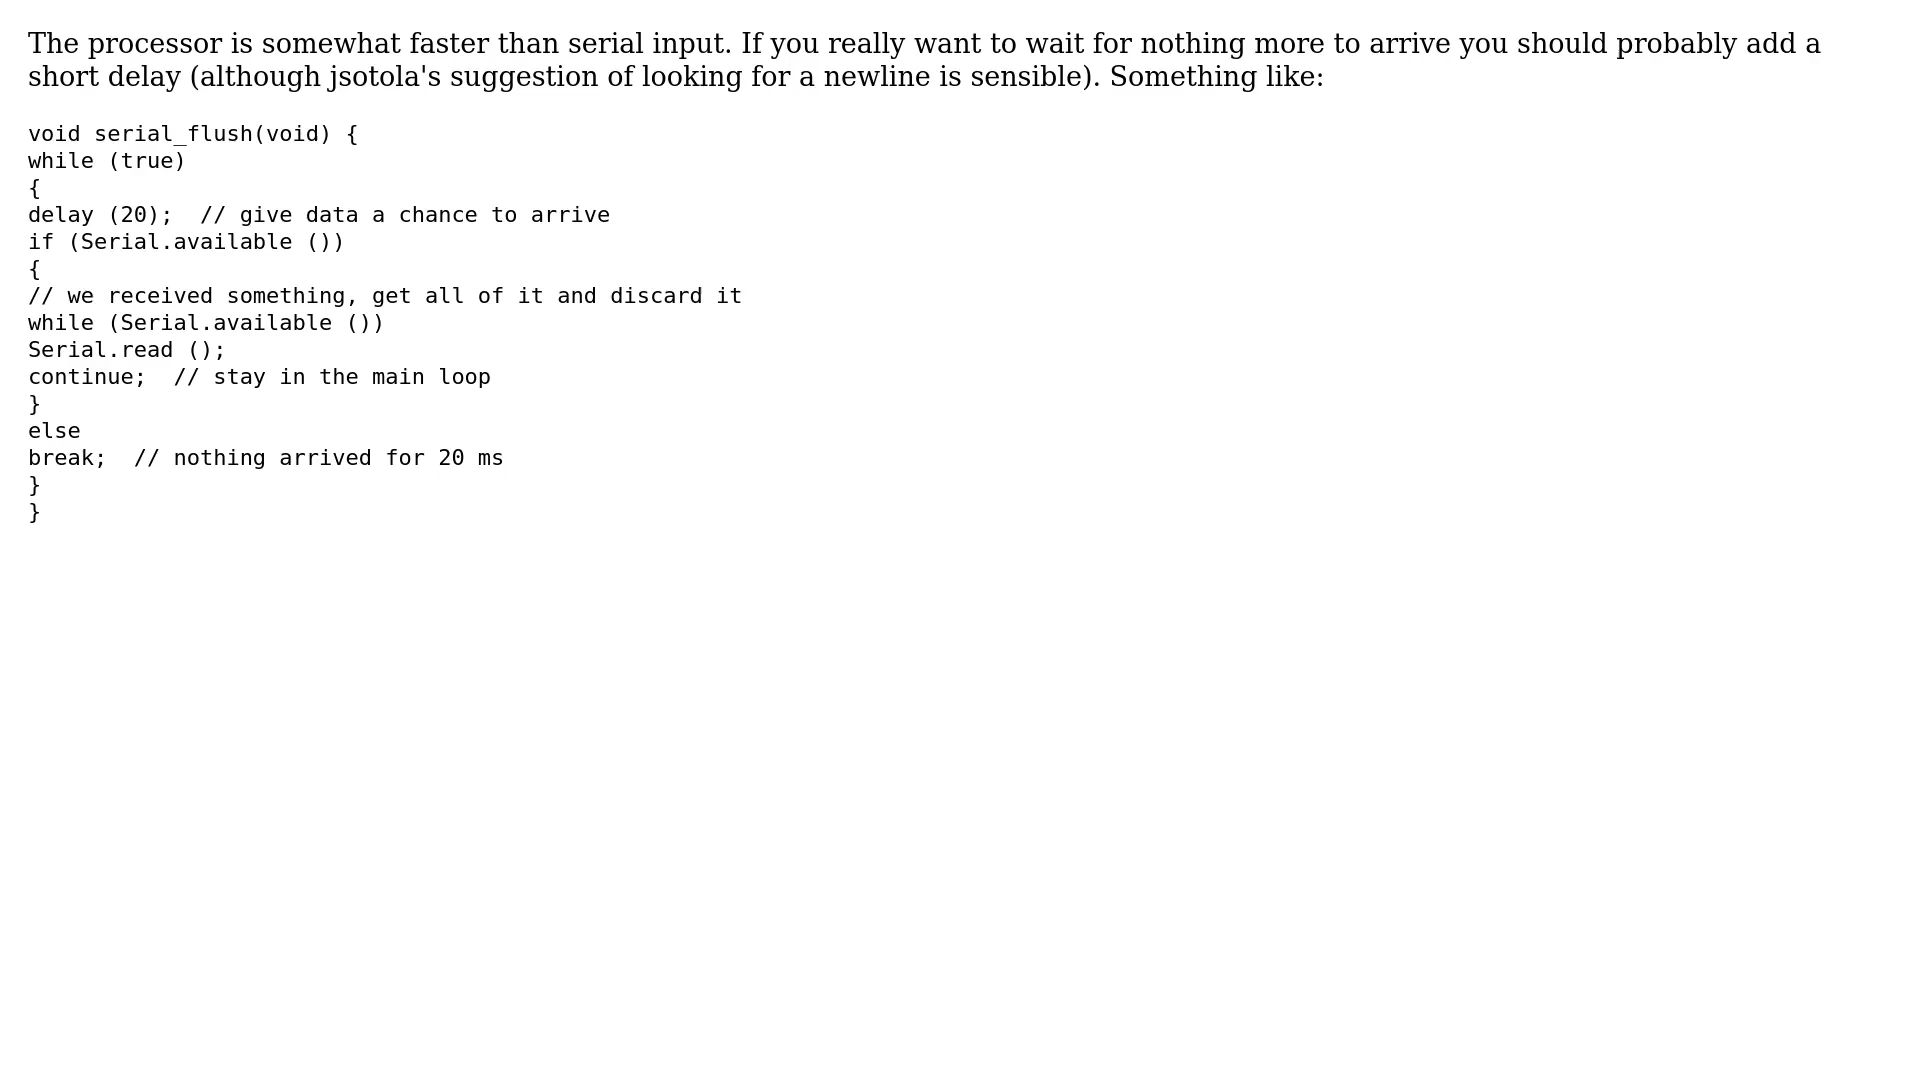 The processor is somewhat faster than serial input. If you really want to wait for nothing more to arrive you should probably add a
short delay (although jsotola's suggestion of looking for a newline is sensible). Something like:
void serial_flush(void) {
while (true)
{
delay (20);  // give data a chance to arrive
if (Serial.available ())
{
// we received something, get all of it and discard it
while (Serial.available ())
Serial.read ();
continue;  // stay in the main loop
}
else
break;  // nothing arrived for 20 ms
}
}